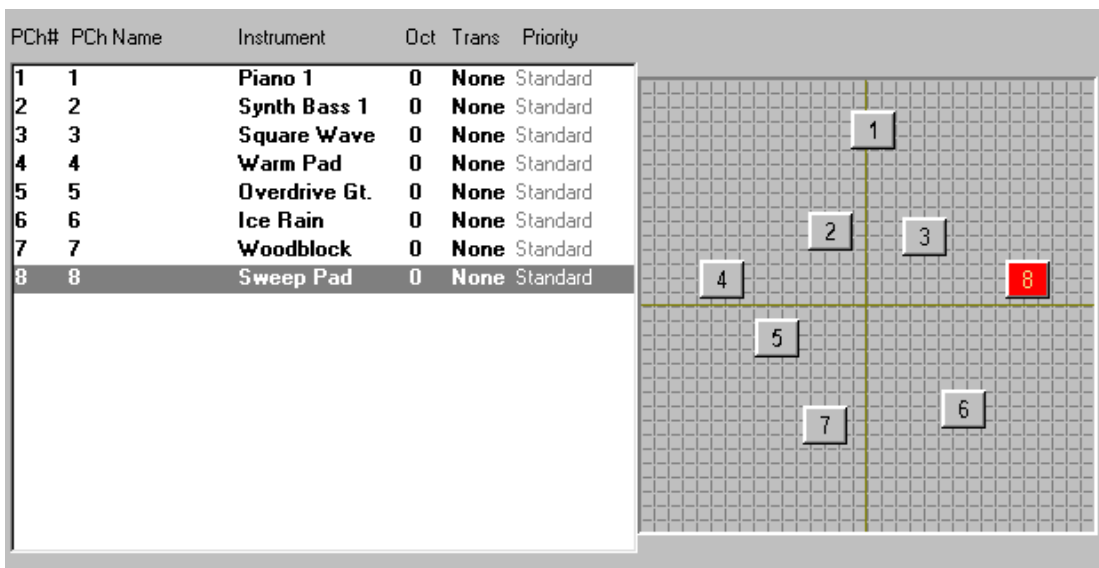 PCh# PCh Name Instrument Oct Trans Priority
1 1 Piano 1 0 None Standard
2 2 Synth Bass 1 0 None Standard
3 3 Square Wave 0 None Standard
4 4 Warm Pad 0 None Standard
5 5 Overdrive Gt. 0 None Standard
6 6 Ice Rain 0 None Standard
7 7 Woodblock 0 None Standard
8 8 Sweep Pad 0 None Standard
1
2
3
4
8
5
6
7